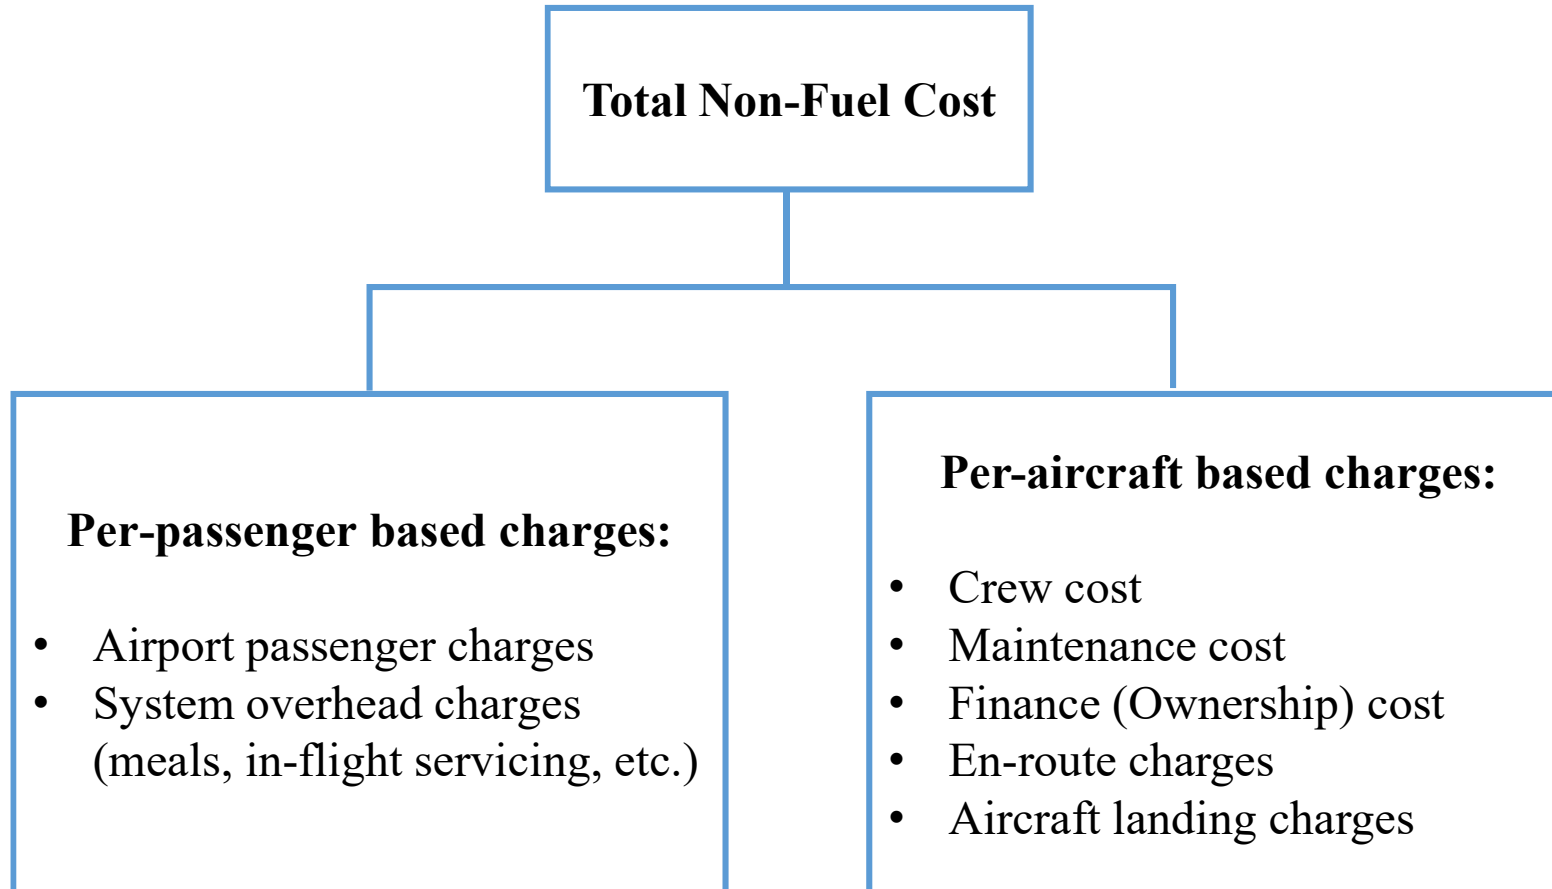 Total Non-Fuel Cost
Per-passenger based charges:
• Airport passenger charges
• System overhead charges
(meals, in-flight servicing, etc.)
Per-aircraft based charges:
• Crew cost
• Maintenance cost
• Finance (Ownership) cost
• En-route charges
• Aircraft landing charges